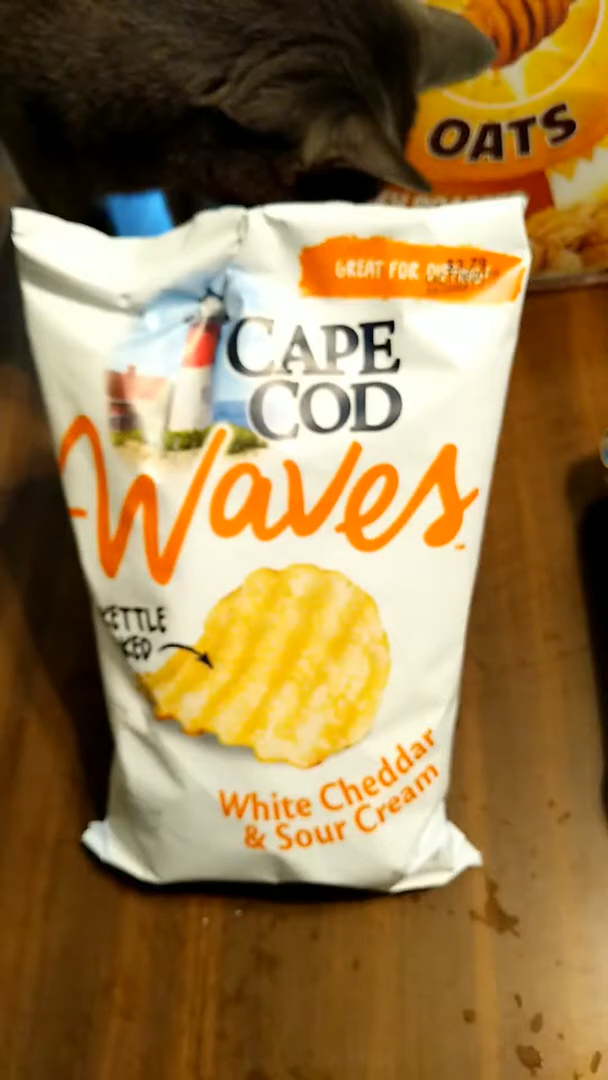 OATS
GREAT FOR
CAPE
COD
Waves
KETTLE
White Cheddar
& Sour Cream